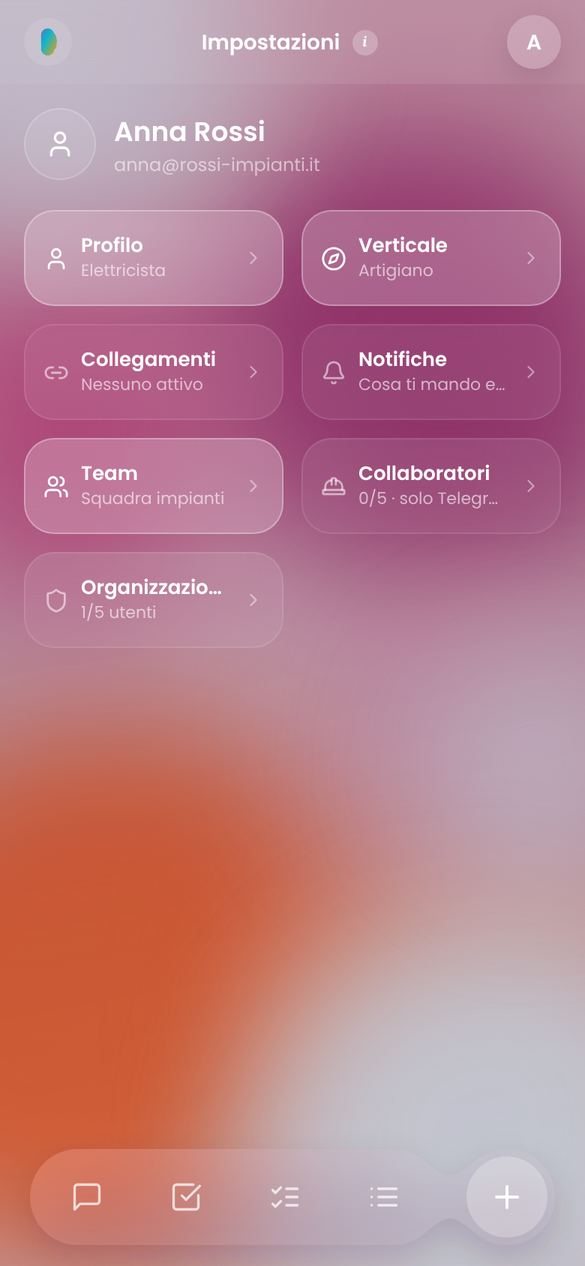 Impostazioni i
A
Anna Rossi
anna@rossi-impianti.it
Profilo
Elettricista
Verticale
Artigiano
Collegamenti
Nessuno attivo
Notifiche
Cosa ti mando e…
Team
Squadra impianti
Collaboratori
0/5 · solo Telegr…
Organizzazio…
1/5 utenti